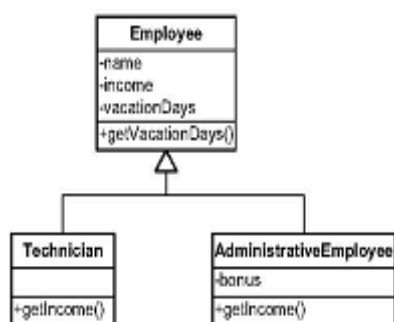 Employee
-name
-income
-vacationDays
+getVacationDays()
Technician
+getIncome()
AdministrativeEmployee
-bonus
+getIncome()